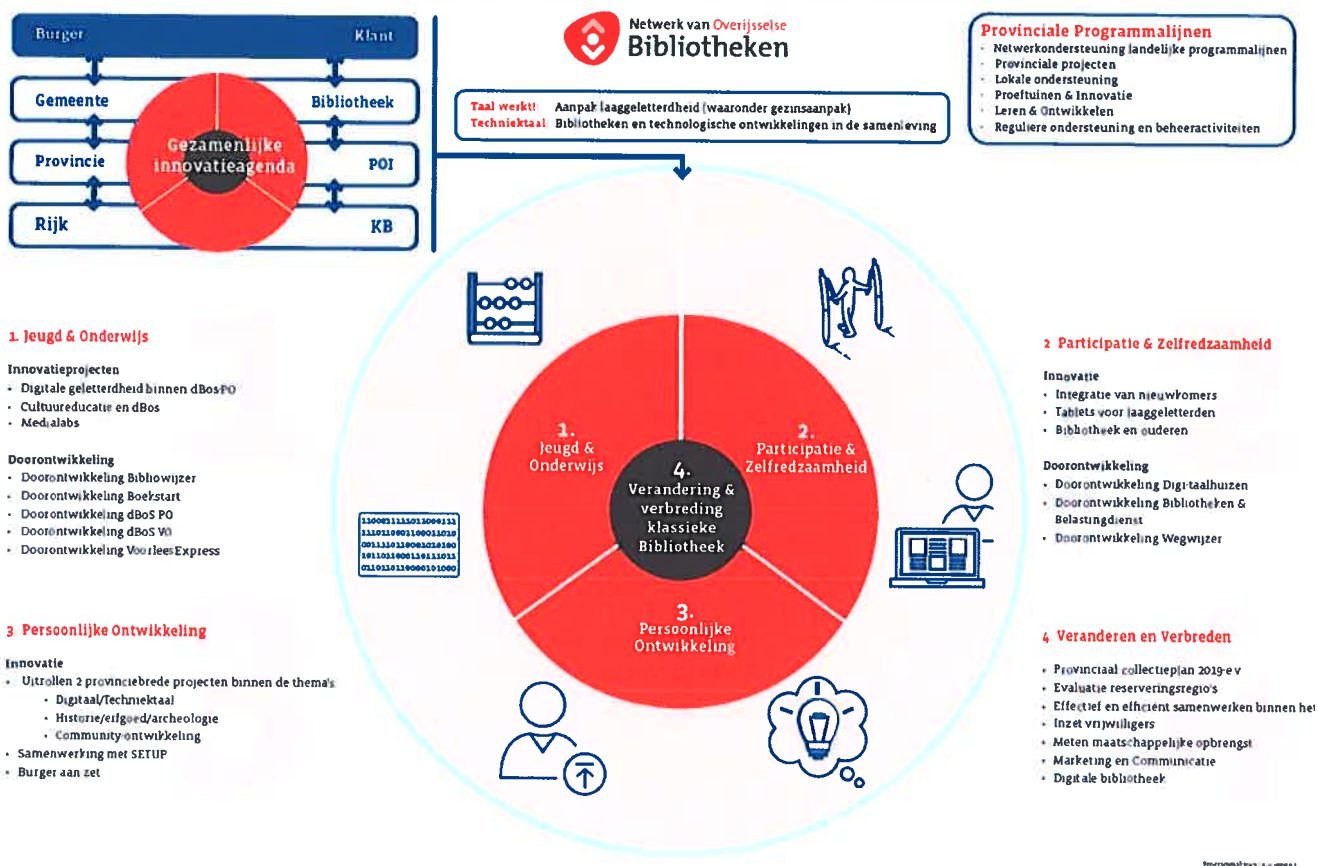 Burger Klant
Gemeente Bibliotheek
Provincie POI
Rijk KB
Gezamenlijke
innovatieagenda
Netwerk van Overijsselse
Bibliotheken
Taal werkt! Aanpak laaggeletterdheid (waaronder gezinsaanpak)
Techniektaal Bibliotheken en technologische ontwikkelingen in de samenleving
Provinciale Programmalijnen
· Netwerkondersteuning landelijke programmalijnen
· Provinciale projecten
· Lokale ondersteuning
· Proeftuinen & Innovatie
· Leren & Ontwikkelen
· Reguliere ondersteuning en beheeractiviteiten
1. Jeugd & Onderwijs
Innovatieprojecten
• Digitale geletterdheid binnen dBos-PO
• Cultuureducatie en dBos
• Medialabs
Doorontwikkeling
• Doorontwikkeling Bibliowijzer
• Doorontwikkeling Boekstart
• Doorontwikkeling dBoS PO
• Doorontwikkeling dBoS VO
• Doorontwikkeling VoorleesExpress
1.
Jeugd &
Onderwijs
2.
Participatie &
Zelfredzaamheid
4.
Verandering &
verbreding
klassieke
Bibliotheek
3.
Persoonlijke
Ontwikkeling
110001111011000111
111011000110011010
001111011000101010
101101100011011101
011011011000101000
2 Participatie & Zelfredzaamheid
Innovatie
• Integratie van nieuwkomers
• Tablets voor laaggeletterden
• Bibliotheek en ouderen
Doorontwikkeling
• Doorontwikkeling Digi-taalhuizen
• Doorontwikkeling Bibliotheken &
Belastingdienst
• Doorontwikkeling Wegwijzer
3 Persoonlijke Ontwikkeling
Innovatie
• Uitrollen 2 provinciebrede projecten binnen de thema's
• Digitaal/Techniektaal
• Historie/erfgoed/archeologie
• Community-ontwikkeling
• Samenwerking met SETUP
• Burger aan zet
4 Veranderen en Verbreden
• Provinciaal collectieplan 2019-e v
• Evaluatie reserveringsregio's
• Effectief en efficiënt samenwerken binnen het
• Inzet vrijwilligers
• Meten maatschappelijke opbrengst
• Marketing en Communicatie
• Digitale bibliotheek